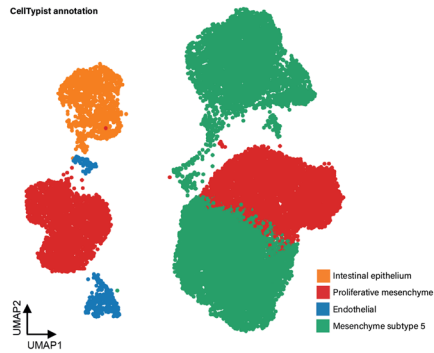 CellTypist annotation
Intestinal epithelium
Proliferative mesenchyme
Endothelial
Mesenchyme subtype 5
UMAP2
UMAP1